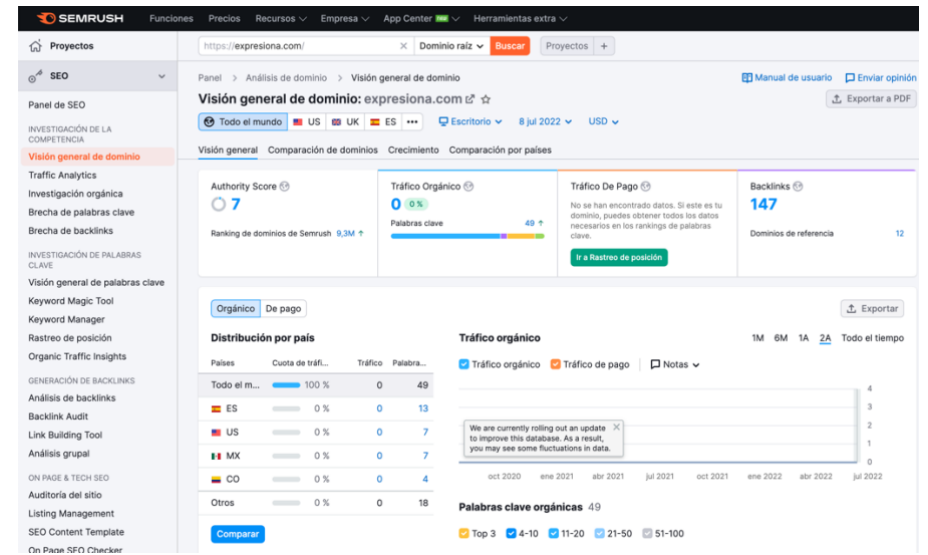 SEMRUSH Funciones Precios Recursos Empresa App Center new Herramientas extra
Proyectos
https://expresiona.com/ × Dominio raíz Buscar Proyectos +
SEO
Panel > Análisis de dominio > Visión general de dominio Manual de usuario Enviar opinión
Visión general de dominio: expresiona.com Exportar a PDF
Todo el mundo US UK ES ••• Escritorio 8 jul 2022 USD
Visión general Comparación de dominios Crecimiento Comparación por países
Panel de SEO
INVESTIGACIÓN DE LA
COMPETENCIA
Visión general de dominio
Traffic Analytics
Investigación orgánica
Brecha de palabras clave
Brecha de backlinks
INVESTIGACIÓN DE PALABRAS
CLAVE
Visión general de palabras clave
Keyword Magic Tool
Keyword Manager
Rastreo de posición
Organic Traffic Insights
GENERACIÓN DE BACKLINKS
Análisis de backlinks
Backlink Audit
Link Building Tool
Análisis grupal
ON PAGE & TECH SEO
Auditoría del sitio
Listing Management
SEO Content Template
On Page SEO Checker
Authority Score
7
Ranking de dominios de Semrush 9,3M ↑
Tráfico Orgánico
0 0 %
Palabras clave 49 ↑
Tráfico De Pago
No se han encontrado datos. Si este es tu
dominio, puedes obtener todos los datos
necesarios en los rankings de palabras
clave.
Ir a Rastreo de posición
Backlinks
147
Dominios de referencia 12
Orgánico De pago Exportar
Distribución por país
Países Cuota de tráfi... Tráfico Palabra...
Todo el m... 100 % 0 49
ES 0 % 0 13
US 0 % 0 7
MX 0 % 0 7
CO 0 % 0 4
Otros 0 % 0 18
Comparar
Tráfico orgánico 1M 6M 1A 2A Todo el tiempo
Tráfico orgánico Tráfico de pago Notas
4
3
2
1
0
We are currently rolling out an update ×
to improve this database. As a result,
you may see some fluctuations in data.
oct 2020 ene 2021 abr 2021 jul 2021 oct 2021 ene 2022 abr 2022 jul 2022
Palabras clave orgánicas 49
Top 3 4-10 11-20 21-50 51-100